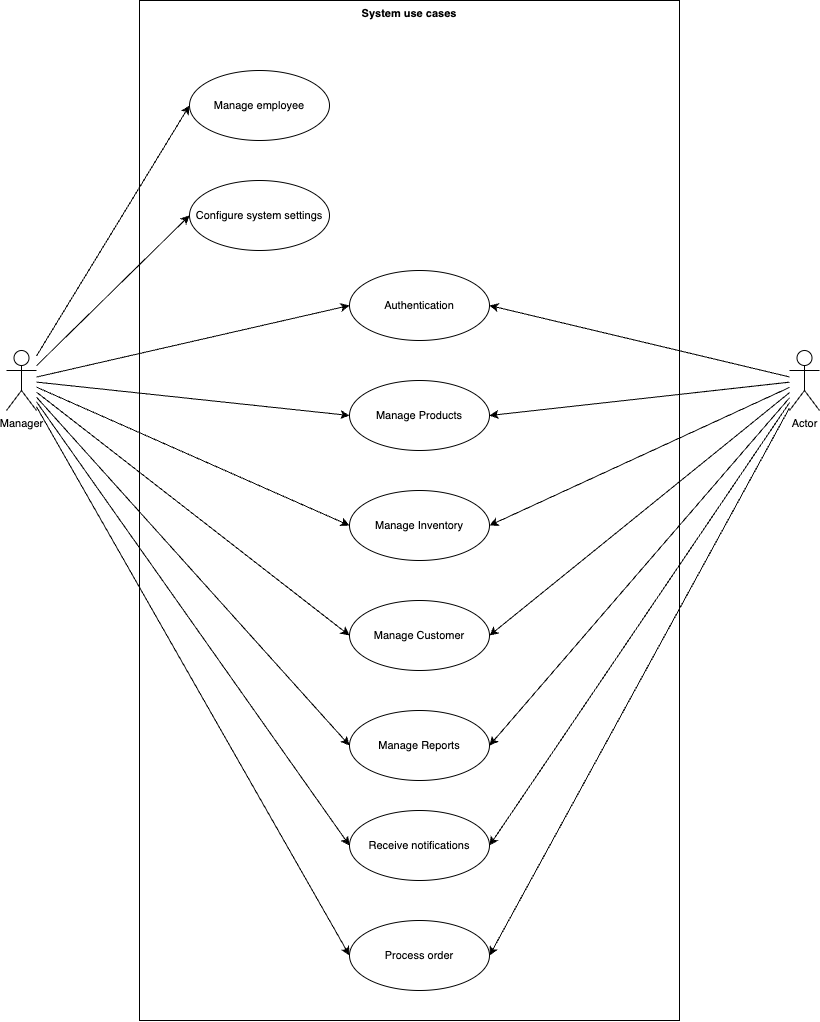 System use cases
Manage employee
Configure system settings
Authentication
Manage Products
Manager
Actor
Manage Inventory
Manage Customer
Manage Reports
Receive notifications
Process order